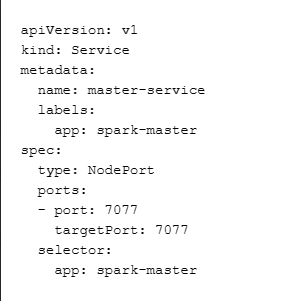 apiVersion: v1
kind: Service
metadata:
  name: master-service
  labels:
    app: spark-master
spec:
  type: NodePort
  ports:
  - port: 7077
    targetPort: 7077
  selector:
    app: spark-master